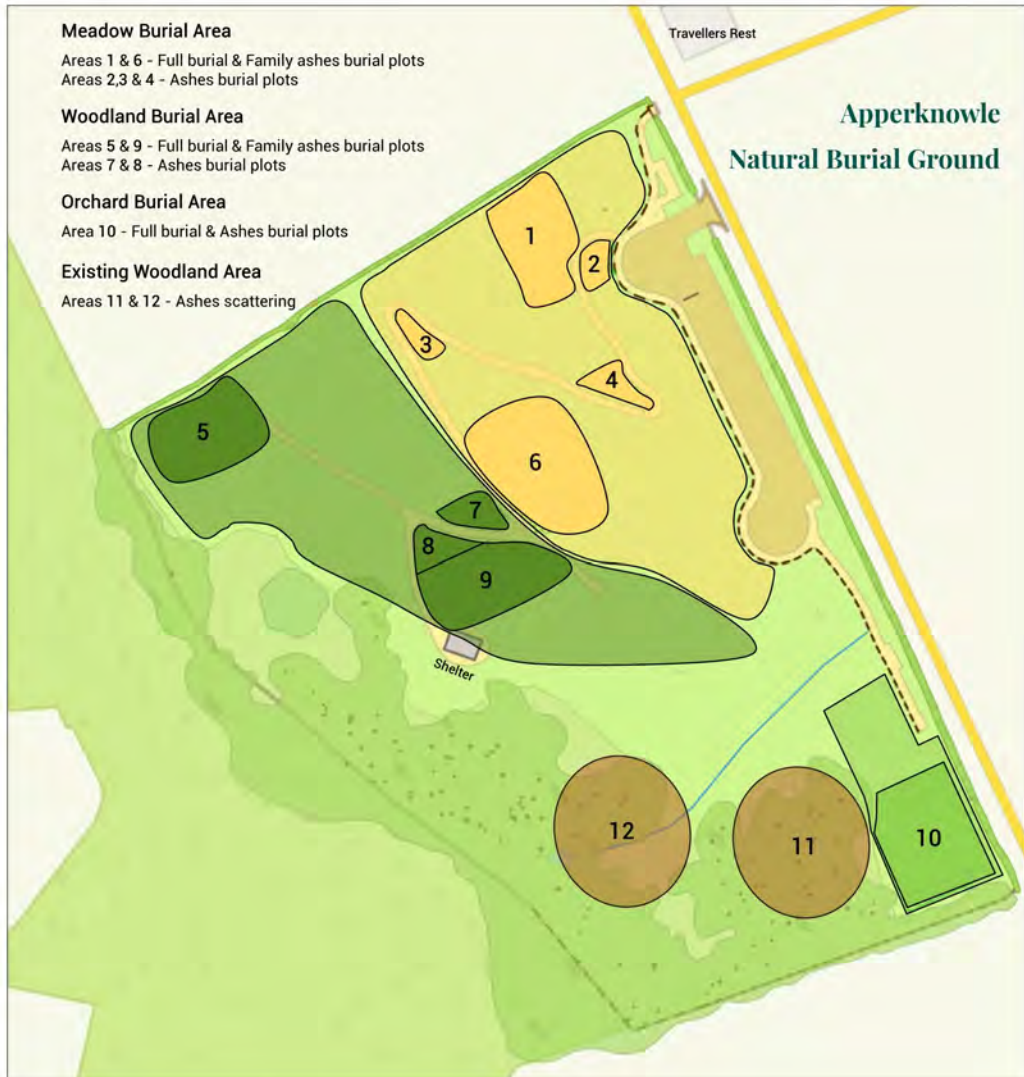 Meadow Burial Area
Areas 1 & 6 - Full burial & Family ashes burial plots
Areas 2,3 & 4 - Ashes burial plots
Woodland Burial Area
Areas 5 & 9 - Full burial & Family ashes burial plots
Areas 7 & 8 - Ashes burial plots
Orchard Burial Area
Area 10 - Full burial & Ashes burial plots
Existing Woodland Area
Areas 11 & 12 - Ashes scattering
Travellers Rest
Apperknowle
Natural Burial Ground
1
2
3
4
5
6
7
8
9
Shelter
12
11
10